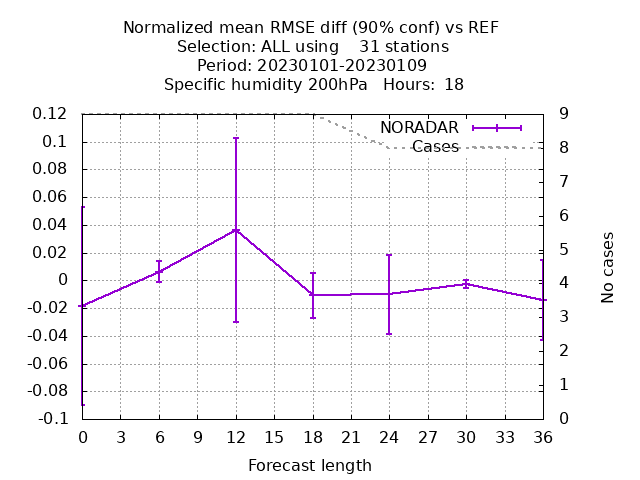 Normalized mean RMSE diff (90% conf) vs REF
Selection: ALL using    31 stations
Period: 20230101-20230109
Specific humidity 200hPa   Hours:  18
NORADAR
Cases
0.12
0.1
0.08
0.06
0.04
0.02
0
-0.02
-0.04
-0.06
-0.08
-0.1
9
8
7
6
5
4
3
2
1
0
No cases
0 3 6 9 12 15 18 21 24 27 30 33 36
Forecast length